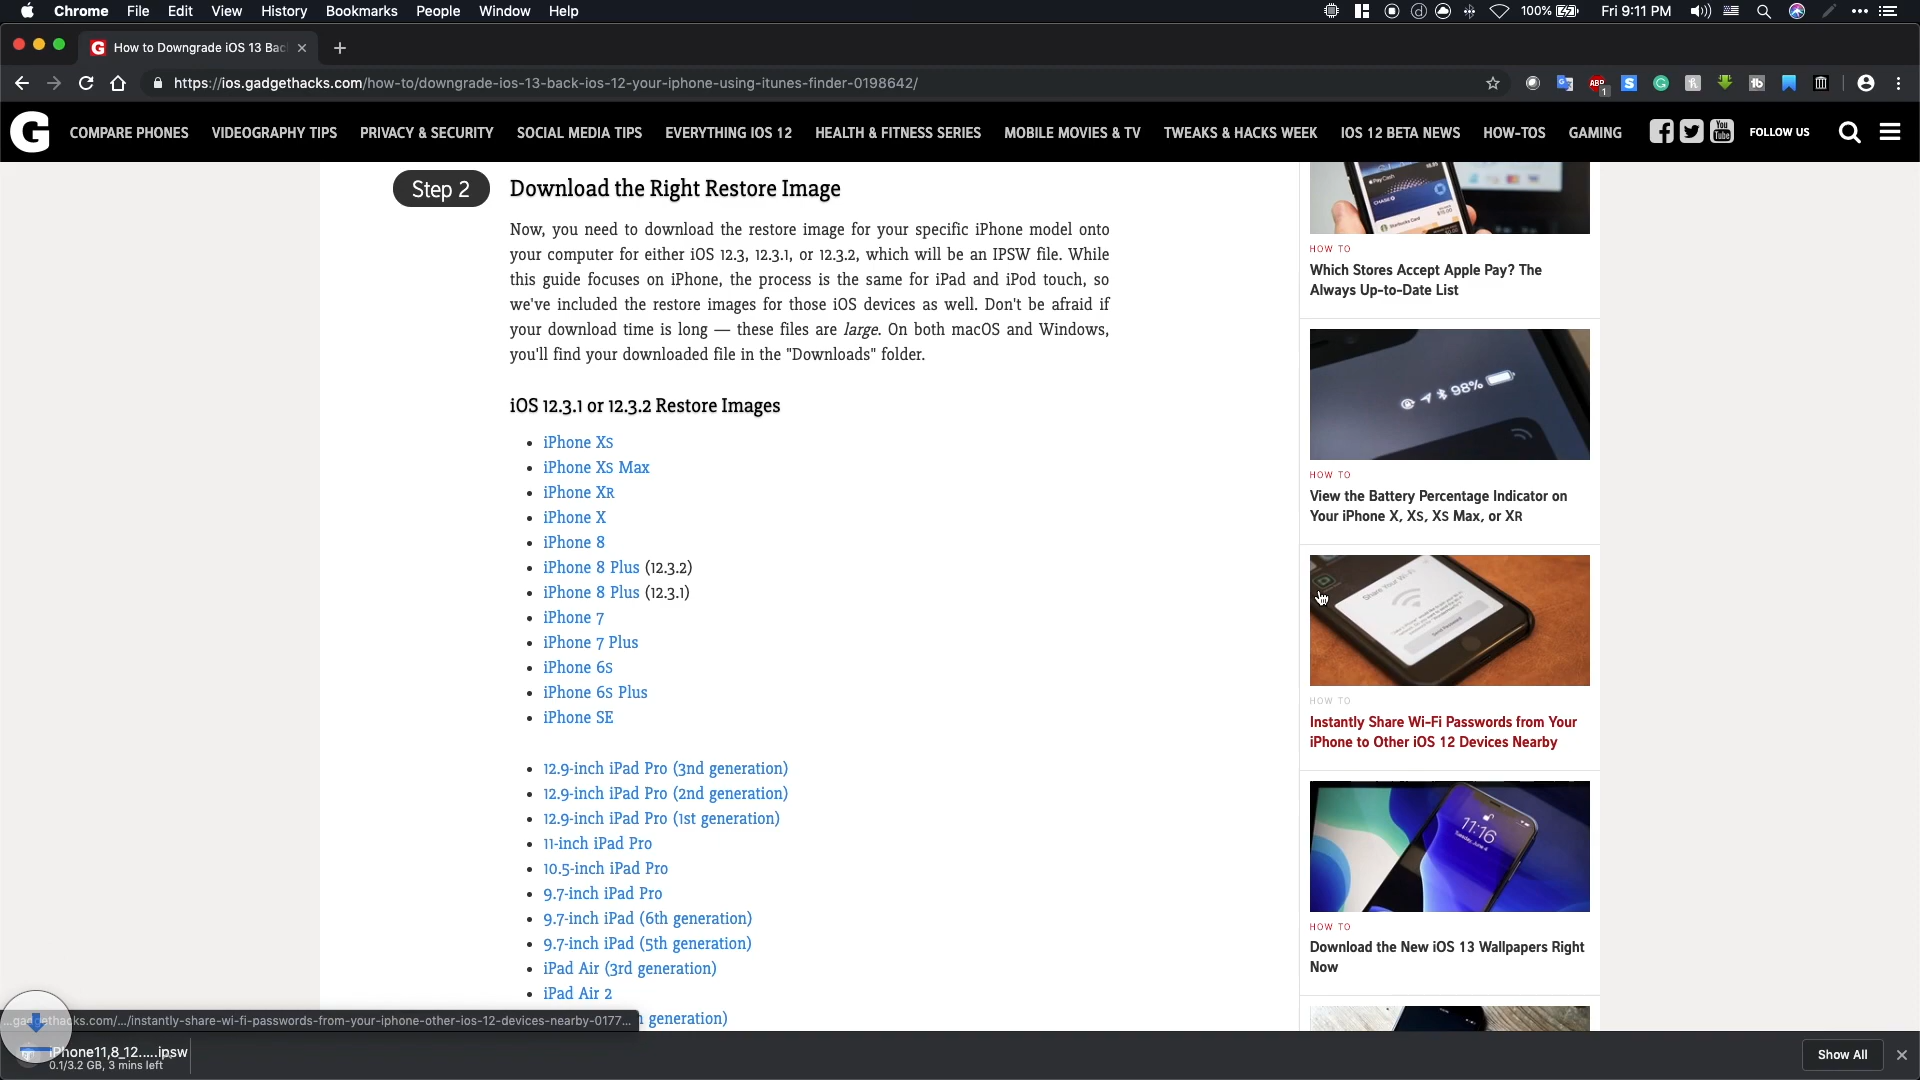 Chrome File Edit View History Bookmarks People Window Help
100% Fri 9:11 PM
How to Downgrade iOS 13 Bac
https://ios.gadgethacks.com/how-to/downgrade-ios-13-back-ios-12-your-iphone-using-itunes-finder-0198642/
COMPARE PHONES VIDEOGRAPHY TIPS PRIVACY & SECURITY SOCIAL MEDIA TIPS EVERYTHING IOS 12 HEALTH & FITNESS SERIES MOBILE MOVIES & TV TWEAKS & HACKS WEEK IOS 12 BETA NEWS HOW-TOS GAMING FOLLOW US
Step 2 Download the Right Restore Image
Now, you need to download the restore image for your specific iPhone model onto
your computer for either iOS 12.3, 12.3.1, or 12.3.2, which will be an IPSW file. While
this guide focuses on iPhone, the process is the same for iPad and iPod touch, so
we've included the restore images for those iOS devices as well. Don't be afraid if
your download time is long — these files are large. On both macOS and Windows,
you'll find your downloaded file in the "Downloads" folder.
iOS 12.3.1 or 12.3.2 Restore Images
iPhone XS
iPhone XS Max
iPhone XR
iPhone X
iPhone 8
iPhone 8 Plus (12.3.2)
iPhone 8 Plus (12.3.1)
iPhone 7
iPhone 7 Plus
iPhone 6S
iPhone 6S Plus
iPhone SE
12.9-inch iPad Pro (3nd generation)
12.9-inch iPad Pro (2nd generation)
12.9-inch iPad Pro (1st generation)
11-inch iPad Pro
10.5-inch iPad Pro
9.7-inch iPad Pro
9.7-inch iPad (6th generation)
9.7-inch iPad (5th generation)
iPad Air (3rd generation)
iPad Air 2
generation)
HOW TO
Which Stores Accept Apple Pay? The
Always Up-to-Date List
98%
HOW TO
View the Battery Percentage Indicator on
Your iPhone X, XS, XS Max, or XR
Share Your Wi-Fi
HOW TO
Instantly Share Wi-Fi Passwords from Your
iPhone to Other iOS 12 Devices Nearby
11:16
HOW TO
Download the New iOS 13 Wallpapers Right
Now
...gadgethacks.com/.../instantly-share-wi-fi-passwords-from-your-iphone-other-ios-12-devices-nearby-0177...
iPhone11,8_12.....ipsw
0.1/3.2 GB, 3 mins left
Show All